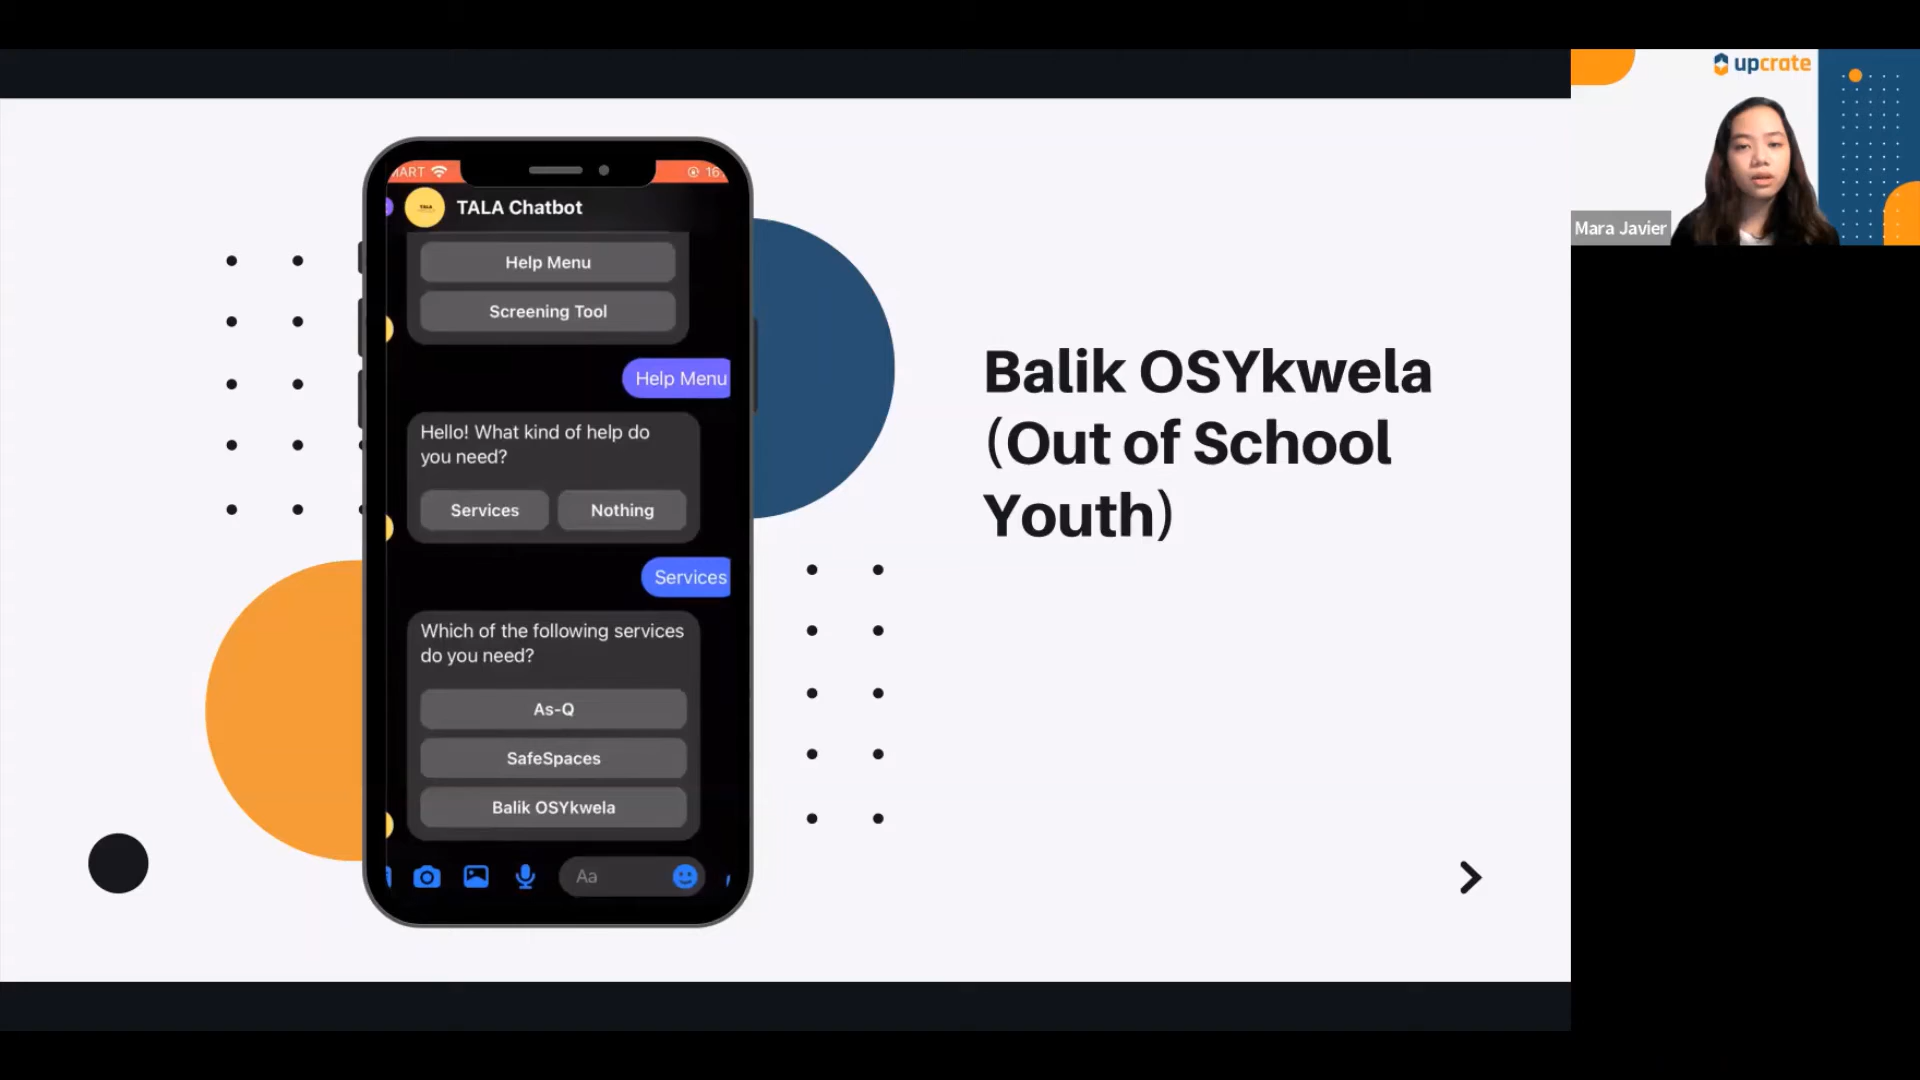 MART
16
TALA Chatbot
Help Menu
Screening Tool
Help Menu
Hello! What kind of help do
you need?
Services
Nothing
Services
Which of the following services
do you need?
As-Q
SafeSpaces
Balik OSYkwela
Aa
Balik OSYkwela
(Out of School
Youth)
upcrate
Mara Javier